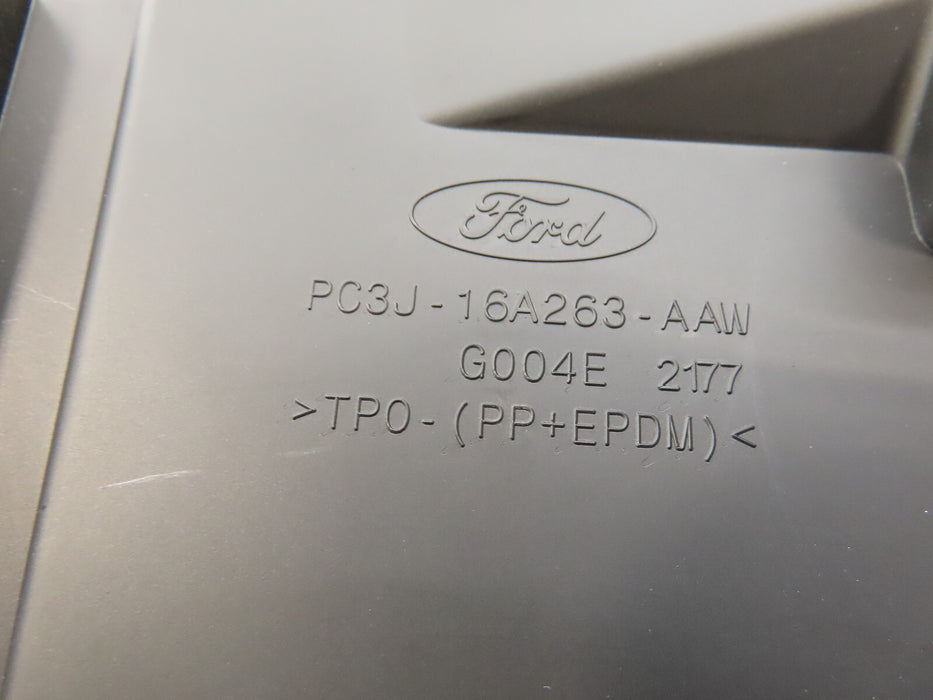 Ford
PC3J-16A263-AAW
G004E 2177
>TPO-(PP+EPDM)<